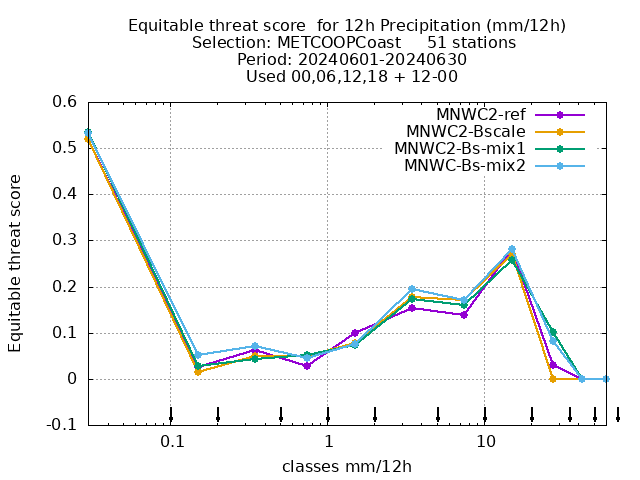 Equitable threat score  for 12h Precipitation (mm/12h)
Selection: METCOOPCoast     51 stations
Period: 20240601-20240630
Used 00,06,12,18 + 12-00
MNWC2-ref
MNWC2-Bscale
MNWC2-Bs-mix1
MNWC-Bs-mix2
Equitable threat score
0.6
0.5
0.4
0.3
0.2
0.1
0
-0.1
0.1
1
10
classes mm/12h